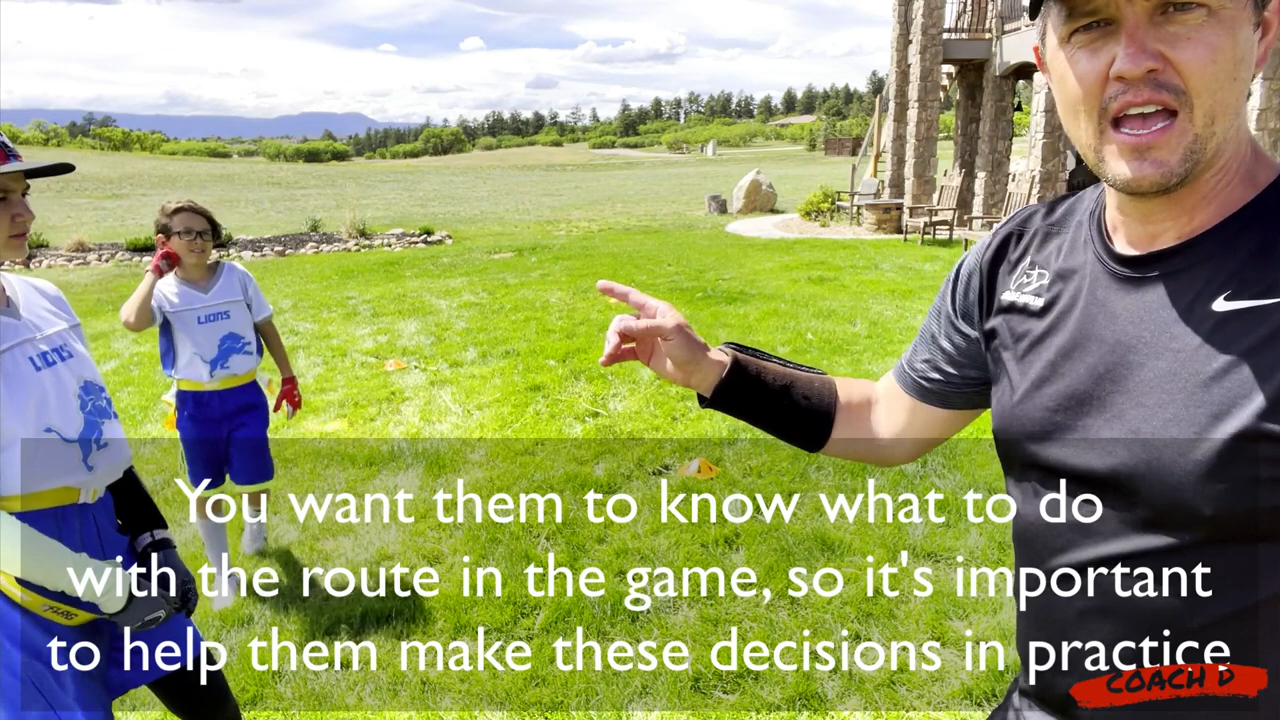 LIONS
LIONS
FLAG
You want them to know what to do
with the route in the game, so it's important
to help them make these decisions in practice
COACH D